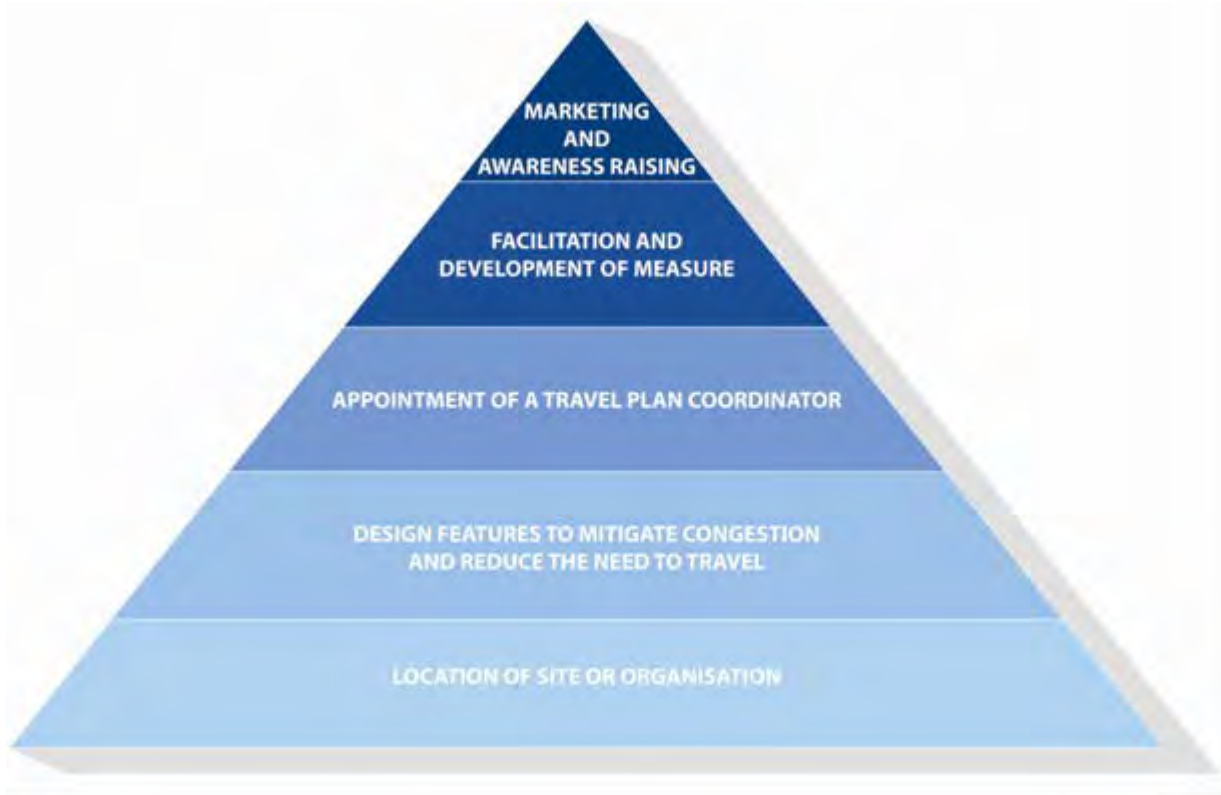 MARKETING
AND
AWARENESS RAISING
FACILITATION AND
DEVELOPMENT OF MEASURE
APPOINTMENT OF A TRAVEL PLAN COORDINATOR
DESIGN FEATURES TO MITIGATE CONGESTION
AND REDUCE THE NEED TO TRAVEL
LOCATION OF SITE OR ORGANISATION